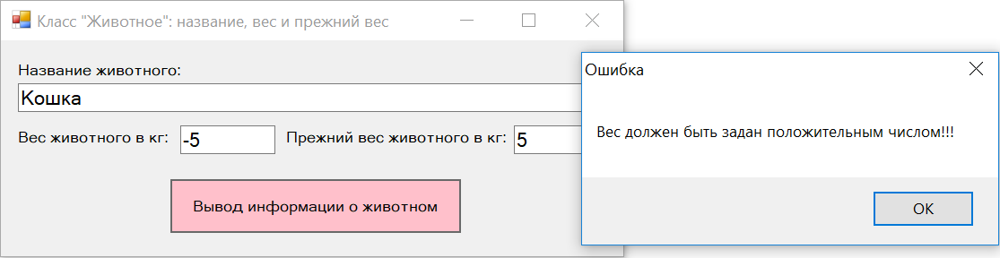 Класс "Животное": название, вес и прежний вес
Название животного:
Кошка
Вес животного в кг: -5 Прежний вес животного в кг: 5
Вывод информации о животном
Ошибка
Вес должен быть задан положительным числом!!!
OK